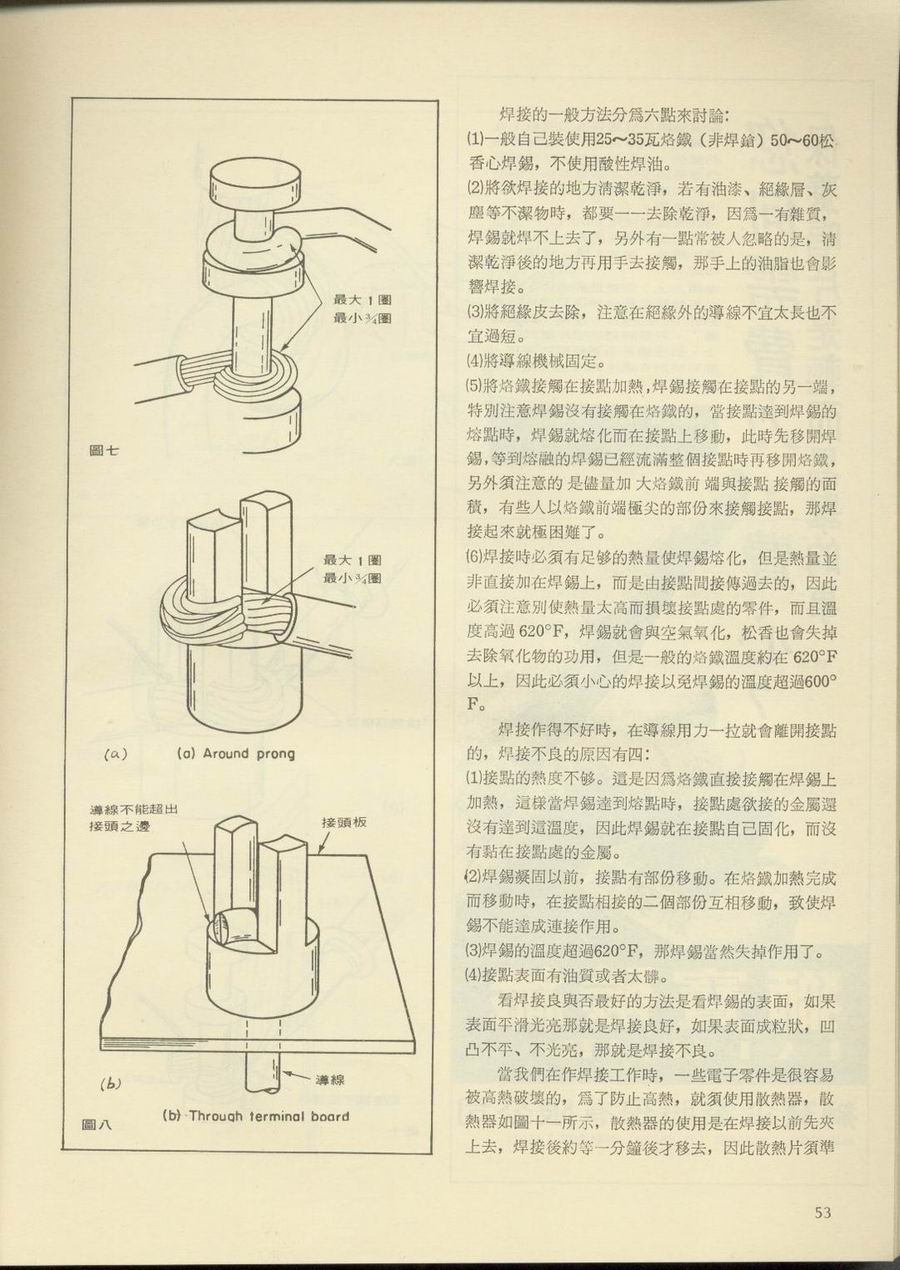 最大1圈
最小¾圈
圖七
最大1圈
最小¾圈
(a)
(a) Around prong
導線不能超出
接頭之邊
接頭板
導線
(b)
(b) Through terminal board
圖八
焊接的一般方法分爲六點來討論:
(1)一般自己裝使用25～35瓦烙鐵（非焊鎗）50～60松
香心焊錫，不使用酸性焊油。
(2)將欲焊接的地方清潔乾淨，若有油漆、絕緣層、灰
塵等不潔物時，都要一一去除乾淨，因爲一有雜質，
焊錫就焊不上去了，另外有一點常被人忽略的是，清
潔乾淨後的地方再用手去接觸，那手上的油脂也會影
響焊接。
(3)將絕緣皮去除，注意在絕緣外的導線不宜太長也不
宜過短。
(4)將導線機械固定。
(5)將烙鐵接觸在接點加熱，焊錫接觸在接點的另一端，
特別注意焊錫沒有接觸在烙鐵的，當接點達到焊錫的
熔點時，焊錫就熔化而在接點上移動，此時先移開焊
錫，等到熔融的焊錫已經流滿整個接點時再移開烙鐵，
另外須注意的是儘量加大烙鐵前端與接點接觸的面
積，有些人以烙鐵前端極尖的部份來接觸接點，那焊
接起來就極困難了。
(6)焊接時必須有足够的熱量使焊錫熔化，但是熱量並
非直接加在焊錫上，而是由接點間接傳過去的，因此
必須注意別使熱量太高而損壞接點處的零件，而且溫
度高過 620°F，焊錫就會與空氣氧化，松香也會失掉
去除氧化物的功用，但是一般的烙鐵溫度約在 620°F
以上，因此必須小心的焊接以免焊錫的溫度超過600°
F。
焊接作得不好時，在導線用力一拉就會離開接點
的，焊接不良的原因有四:
(1)接點的熱度不够。這是因爲烙鐵直接接觸在焊錫上
加熱，這樣當焊錫達到熔點時，接點處欲接的金屬還
沒有達到這溫度，因此焊錫就在接點自己固化，而沒
有黏在接點處的金屬。
(2)焊錫凝固以前，接點有部份移動。在烙鐵加熱完成
而移動時，在接點相接的二個部份互相移動，致使焊
錫不能達成連接作用。
(3)焊錫的溫度超過620°F，那焊錫當然失掉作用了。
(4)接點表面有油質或者太髒。
看焊接良與否最好的方法是看焊錫的表面，如果
表面平滑光亮那就是焊接良好，如果表面成粒狀，凹
凸不平、不光亮，那就是焊接不良。
當我們在作焊接工作時，一些電子零件是很容易
被高熱破壞的，爲了防止高熱，就須使用散熱器，散
熱器如圖十一所示，散熱器的使用是在焊接以前先夾
上去，焊接後約等一分鐘後才移去，因此散熱片須準
53